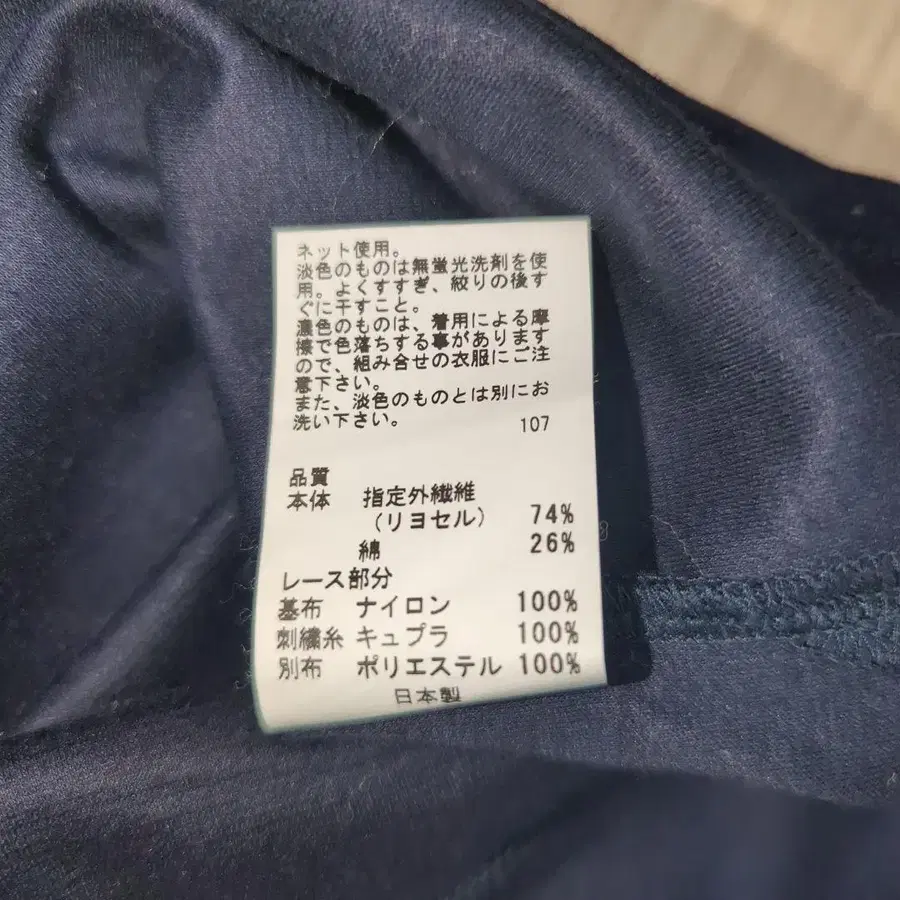 ネット使用。
淡色のものは無蛍光洗剤を使
用。よくすすぎ、絞りの後す
ぐに干すこと。
濃色のものは、着用による摩
擦で色落ちする事があります
ので、組み合せの衣服にご注
意下さい。
また、淡色のものとは別にお
洗い下さい。 107
品質
本体 指定外繊維
(リヨセル) 74%
綿 26%
レース部分
基布 ナイロン 100%
刺繍糸 キュプラ 100%
別布 ポリエステル 100%
日本製